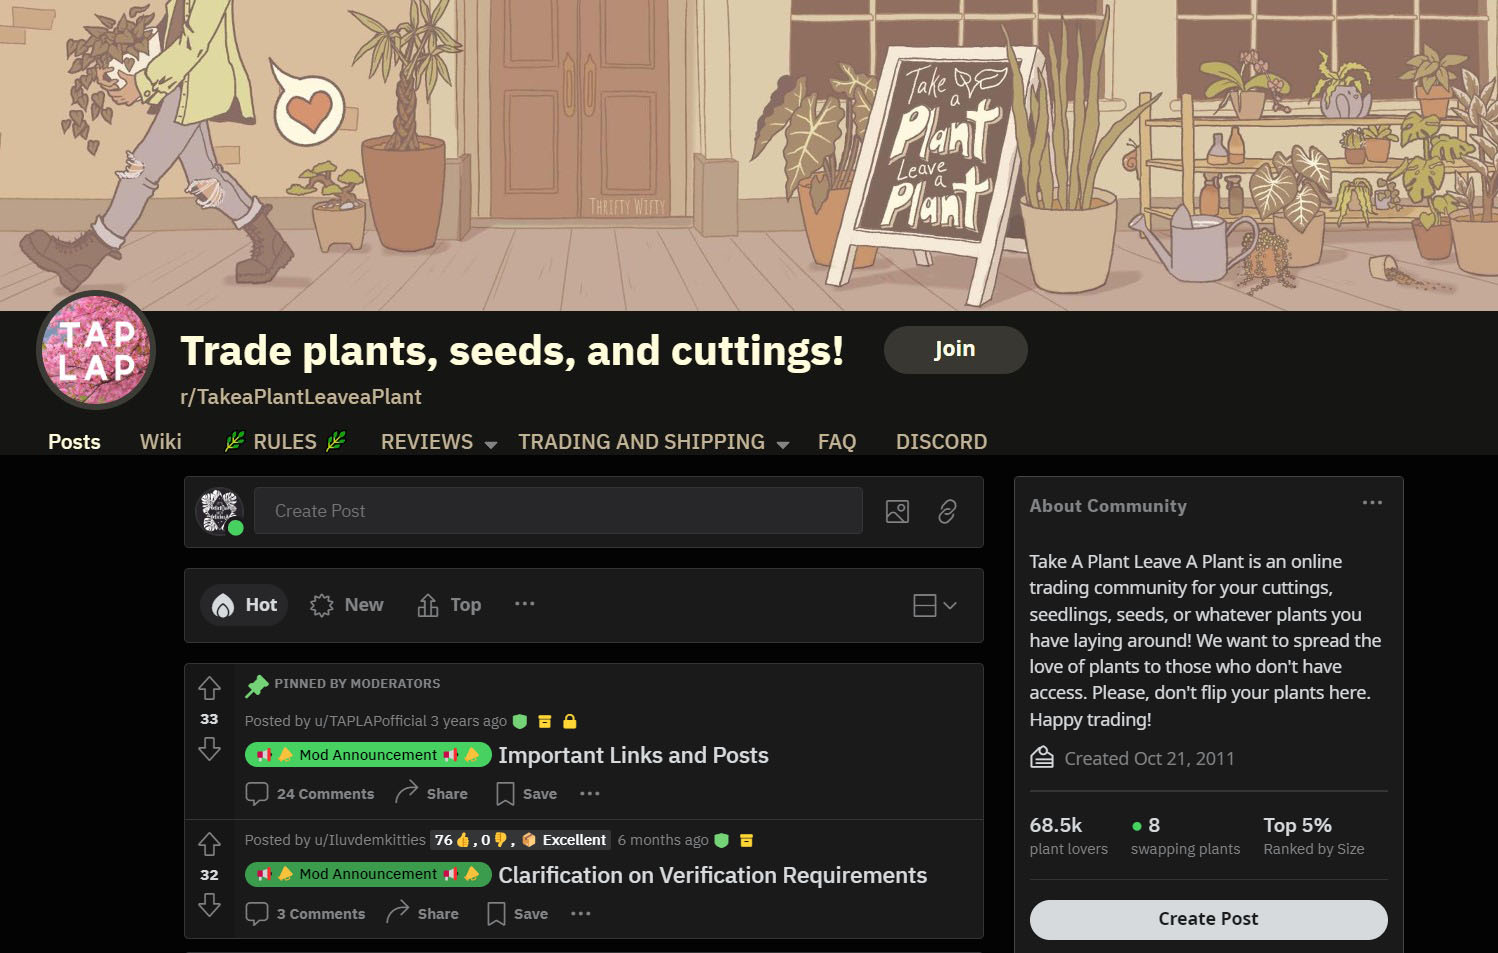 Take
a
Plant
Leave
a
Plant
THRIFTY WIFTY
TAP
LAP
Trade plants, seeds, and cuttings!
Join
r/TakeaPlantLeaveaPlant
Posts Wiki 🌿 RULES 🌿 REVIEWS TRADING AND SHIPPING FAQ DISCORD
Create Post
Hot New Top ...
PINNED BY MODERATORS
33
Posted by u/TAPLAPofficial 3 years ago
📢 📣 Mod Announcement 📢 📣 Important Links and Posts
24 Comments Share Save ...
Posted by u/Iluvdemkitties 76👍, 0👎, 📦 Excellent 6 months ago
32
📢 📣 Mod Announcement 📢 📣 Clarification on Verification Requirements
3 Comments Share Save ...
About Community ...
Take A Plant Leave A Plant is an online
trading community for your cuttings,
seedlings, seeds, or whatever plants you
have laying around! We want to spread the
love of plants to those who don't have
access. Please, don't flip your plants here.
Happy trading!
Created Oct 21, 2011
68.5k 8 Top 5%
plant lovers swapping plants Ranked by Size
Create Post